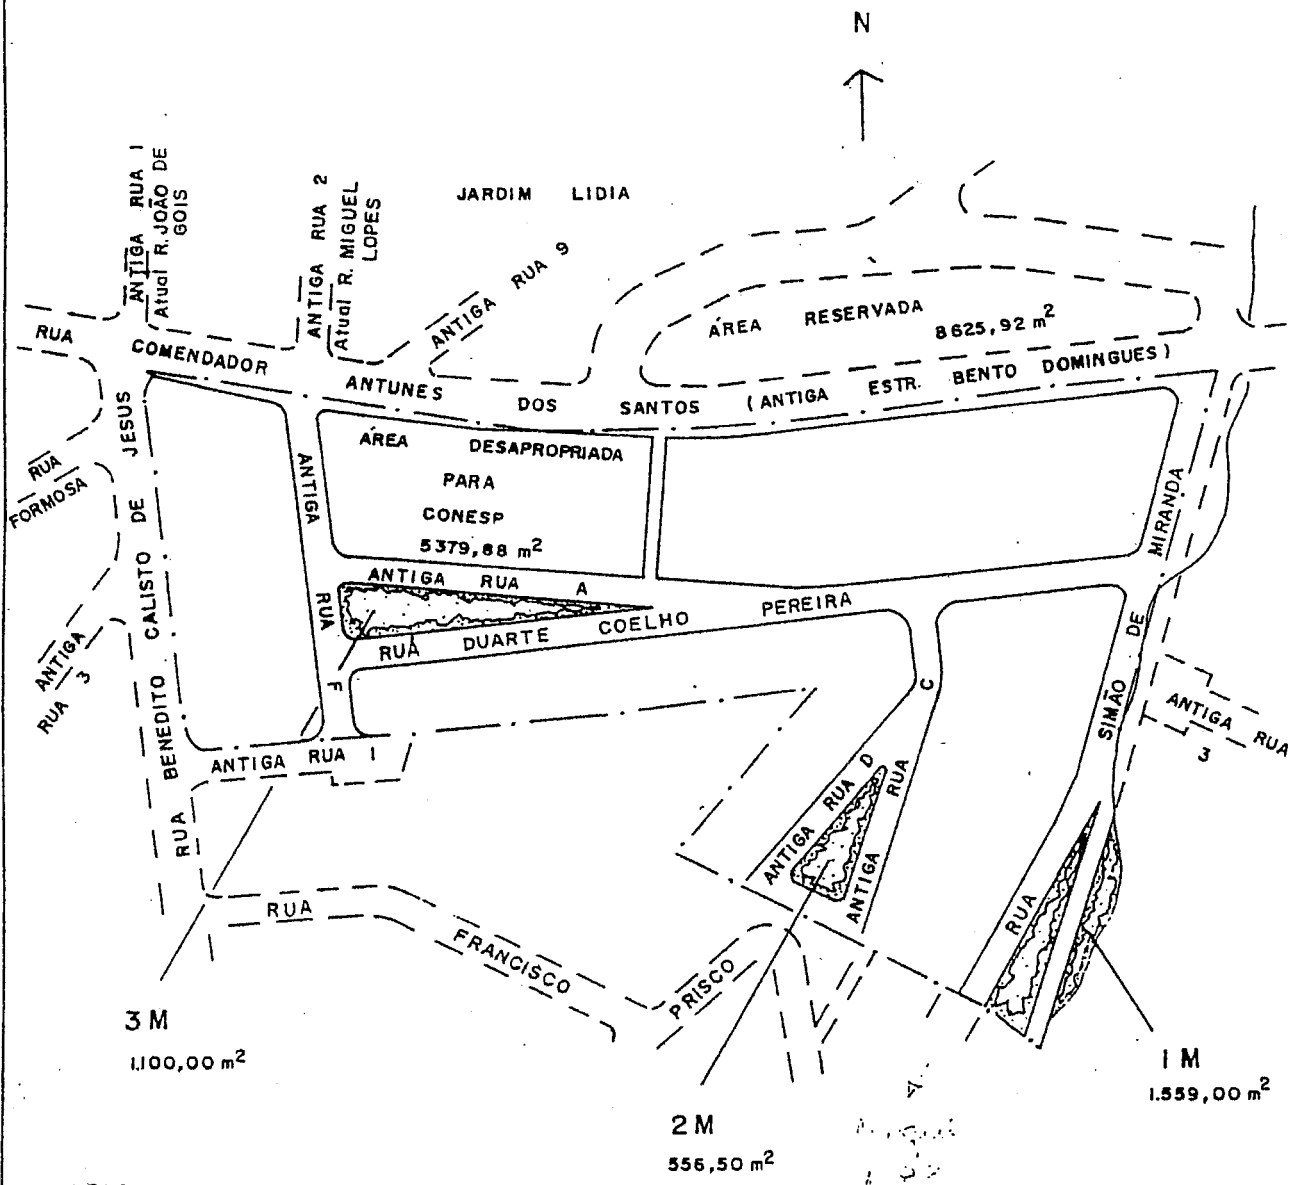 N
ANTIGA RUA 1
Atual R. JOÃO DE
GOIS
ANTIGA RUA 2
Atual R. MIGUEL
LOPES
JARDIM LIDIA
ANTIGA RUA 9
ÁREA RESERVADA
8625,92 m²
RUA COMENDADOR ANTUNES DOS SANTOS (ANTIGA ESTR. BENTO DOMINGUES)
RUA
FORMOSA
ÁREA DESAPROPRIADA
PARA
CONESP
5379,88 m²
ANTIGA RUA F
ANTIGA RUA A
RUA DUARTE COELHO PEREIRA
RUA BENEDITO CALISTO DE JESUS
ANTIGA
RUA 3
ANTIGA RUA 1
RUA SIMÃO DE MIRANDA
ANTIGA RUA
3
ANTIGA RUA D
ANTIGA RUA C
RUA FRANCISCO PRISCO
3 M
1.100,00 m²
2 M
556,50 m²
1 M
1.559,00 m²